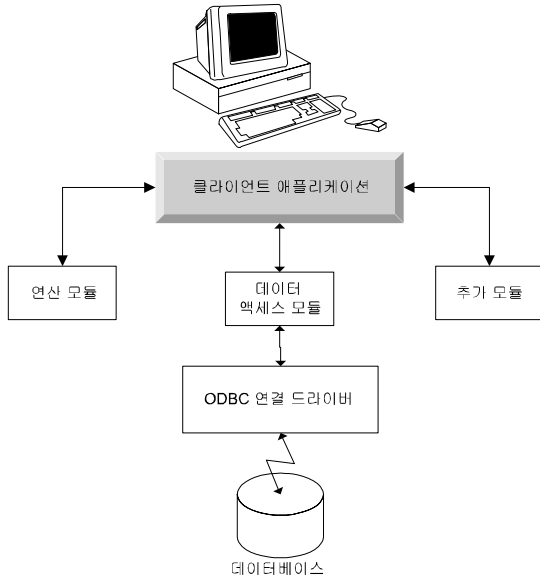 클라이언트 애플리케이션
연산 모듈
데이터
액세스 모듈
추가 모듈
ODBC 연결 드라이버
데이터베이스